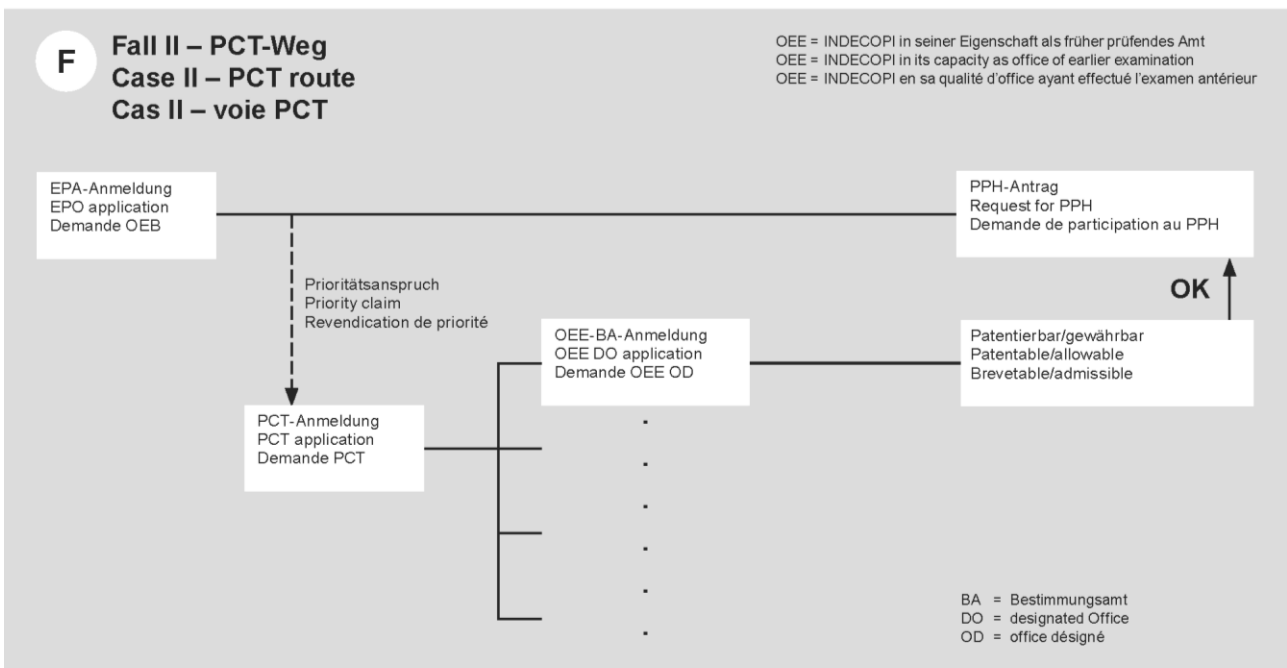 F
Fall II – PCT-Weg
Case II – PCT route
Cas II – voie PCT
OEE = INDECOPI in seiner Eigenschaft als früher prüfendes Amt
OEE = INDECOPI in its capacity as office of earlier examination
OEE = INDECOPI en sa qualité d'office ayant effectué l'examen antérieur
EPA-Anmeldung
EPO application
Demande OEB
PPH-Antrag
Request for PPH
Demande de participation au PPH
Prioritätsanspruch
Priority claim
Revendication de priorité
OK
OEE-BA-Anmeldung
OEE DO application
Demande OEE OD
Patentierbar/gewährbar
Patentable/allowable
Brevetable/admissible
PCT-Anmeldung
PCT application
Demande PCT
BA = Bestimmungsamt
DO = designated Office
OD = office désigné